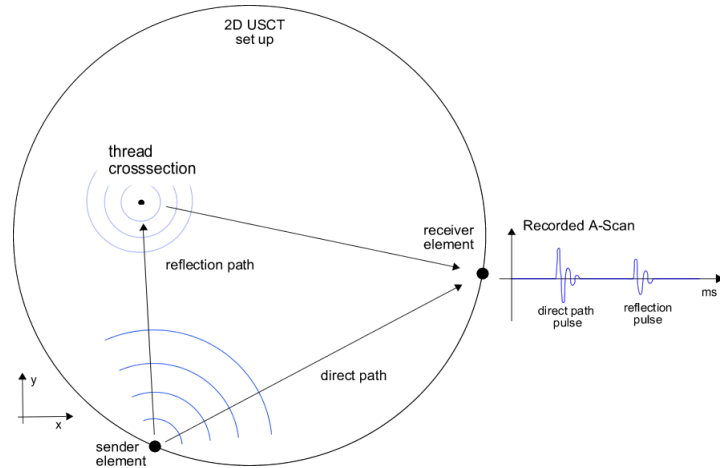 2D USCT
set up
thread
crosssection
receiver
element
Recorded A-Scan
reflection path
ms
direct path
pulse
reflection
pulse
direct path
y
x
sender
element